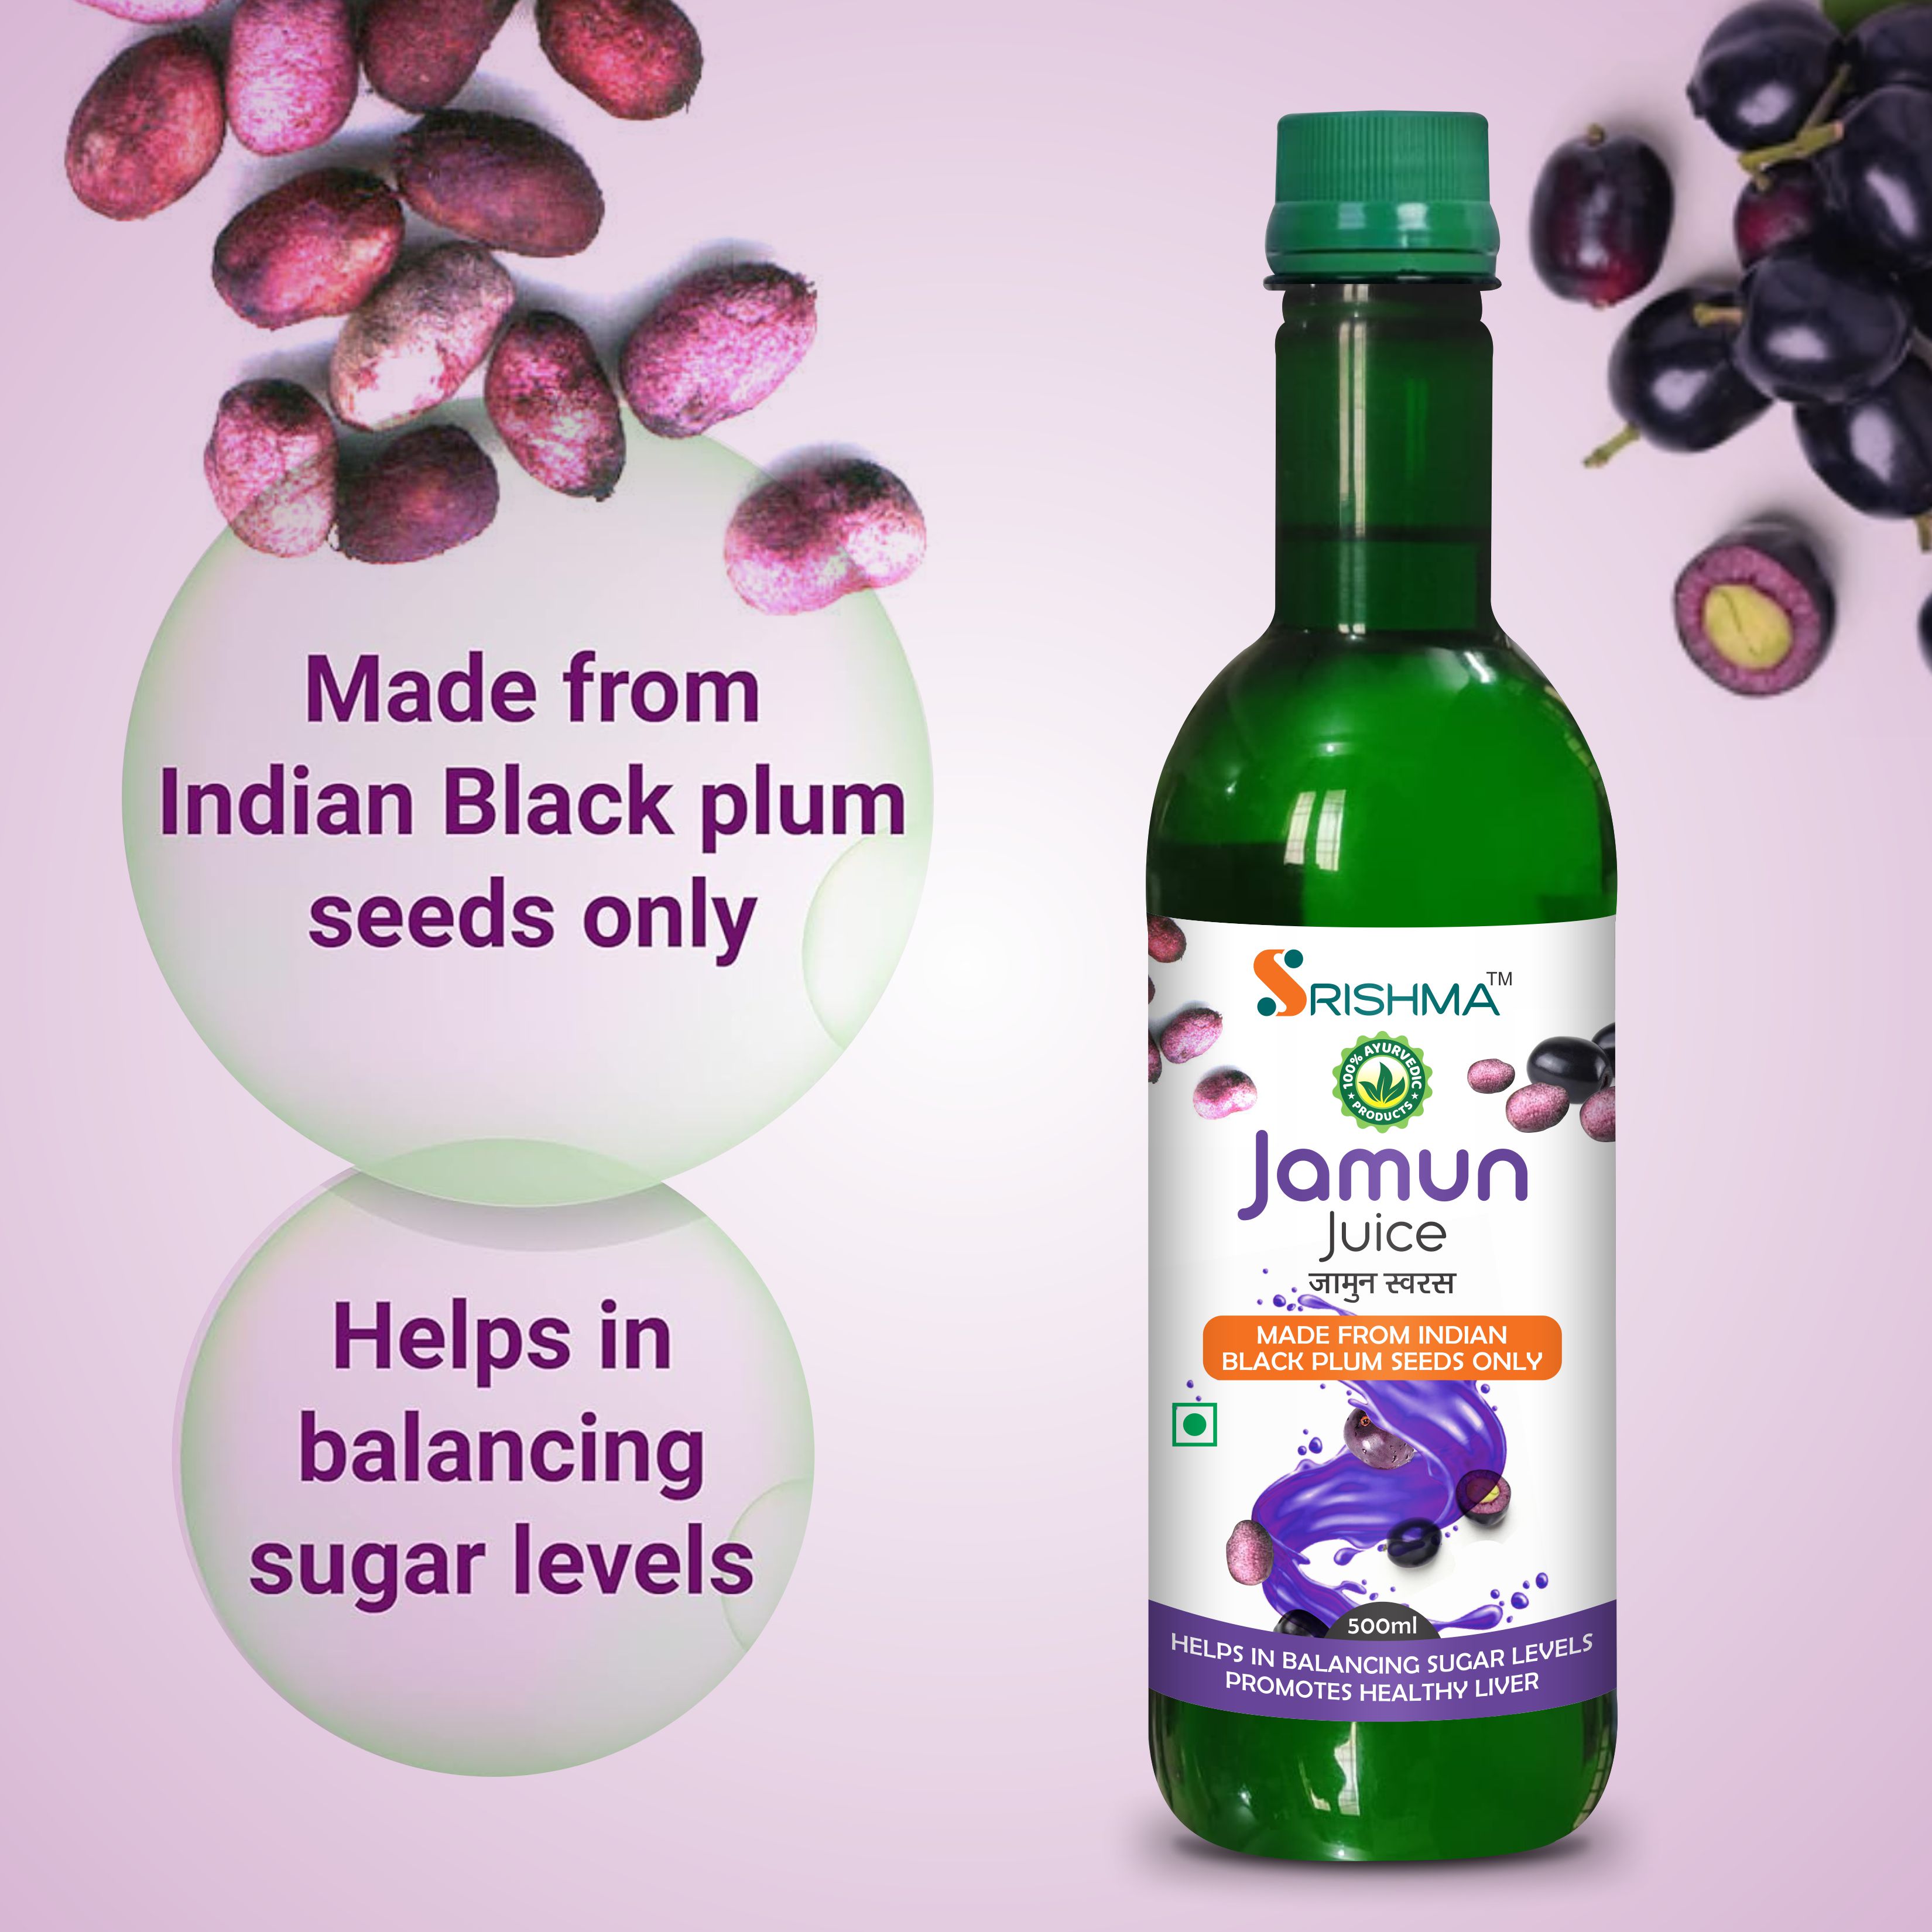 Made from
Indian Black plum
seeds only
Helps in
balancing
sugar levels
SRISHMA™
100% AYURVEDIC
PRODUCTS
Jamun
Juice
जामुन स्वरस
MADE FROM INDIAN
BLACK PLUM SEEDS ONLY
500ml
HELPS IN BALANCING SUGAR LEVELS
PROMOTES HEALTHY LIVER